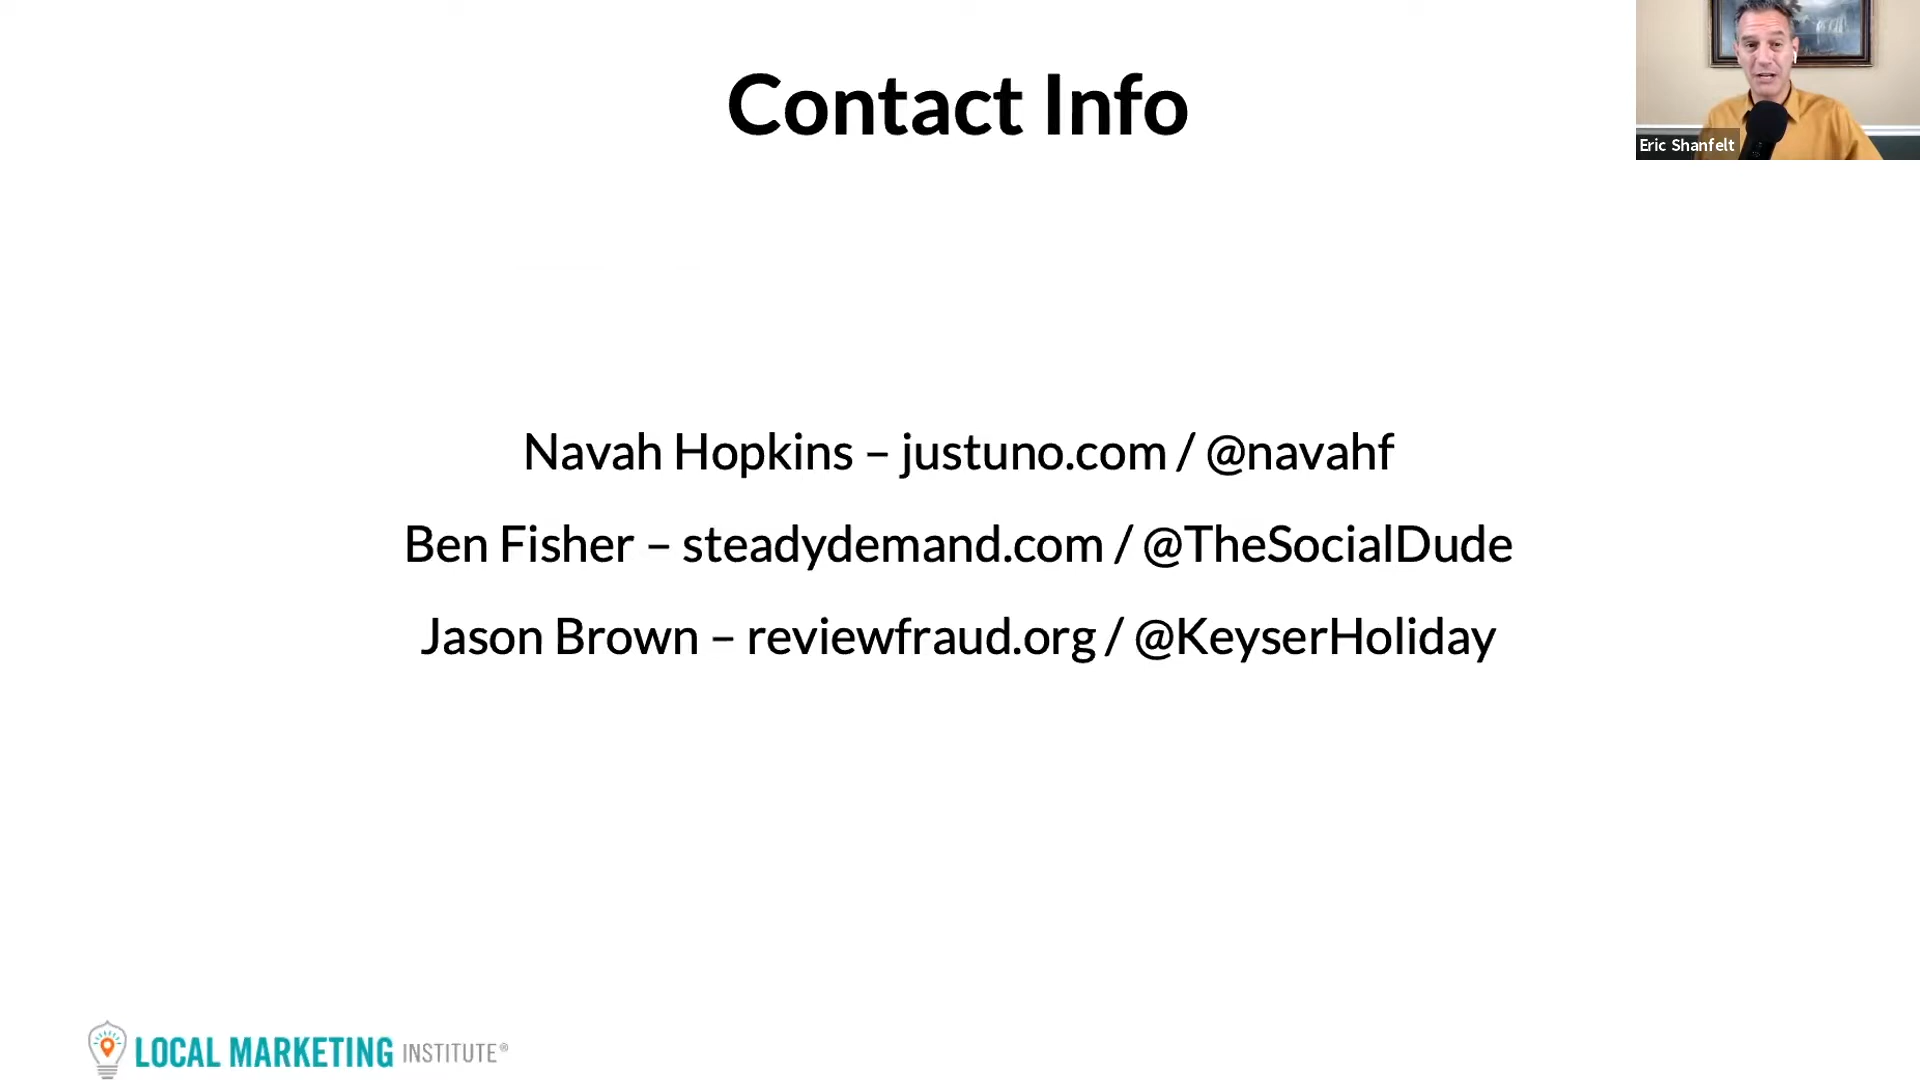 Contact Info
Eric Shanfelt
Navah Hopkins – justuno.com / @navahf
Ben Fisher – steadydemand.com / @TheSocialDude
Jason Brown – reviewfraud.org / @KeyserHoliday
LOCAL MARKETING INSTITUTE®